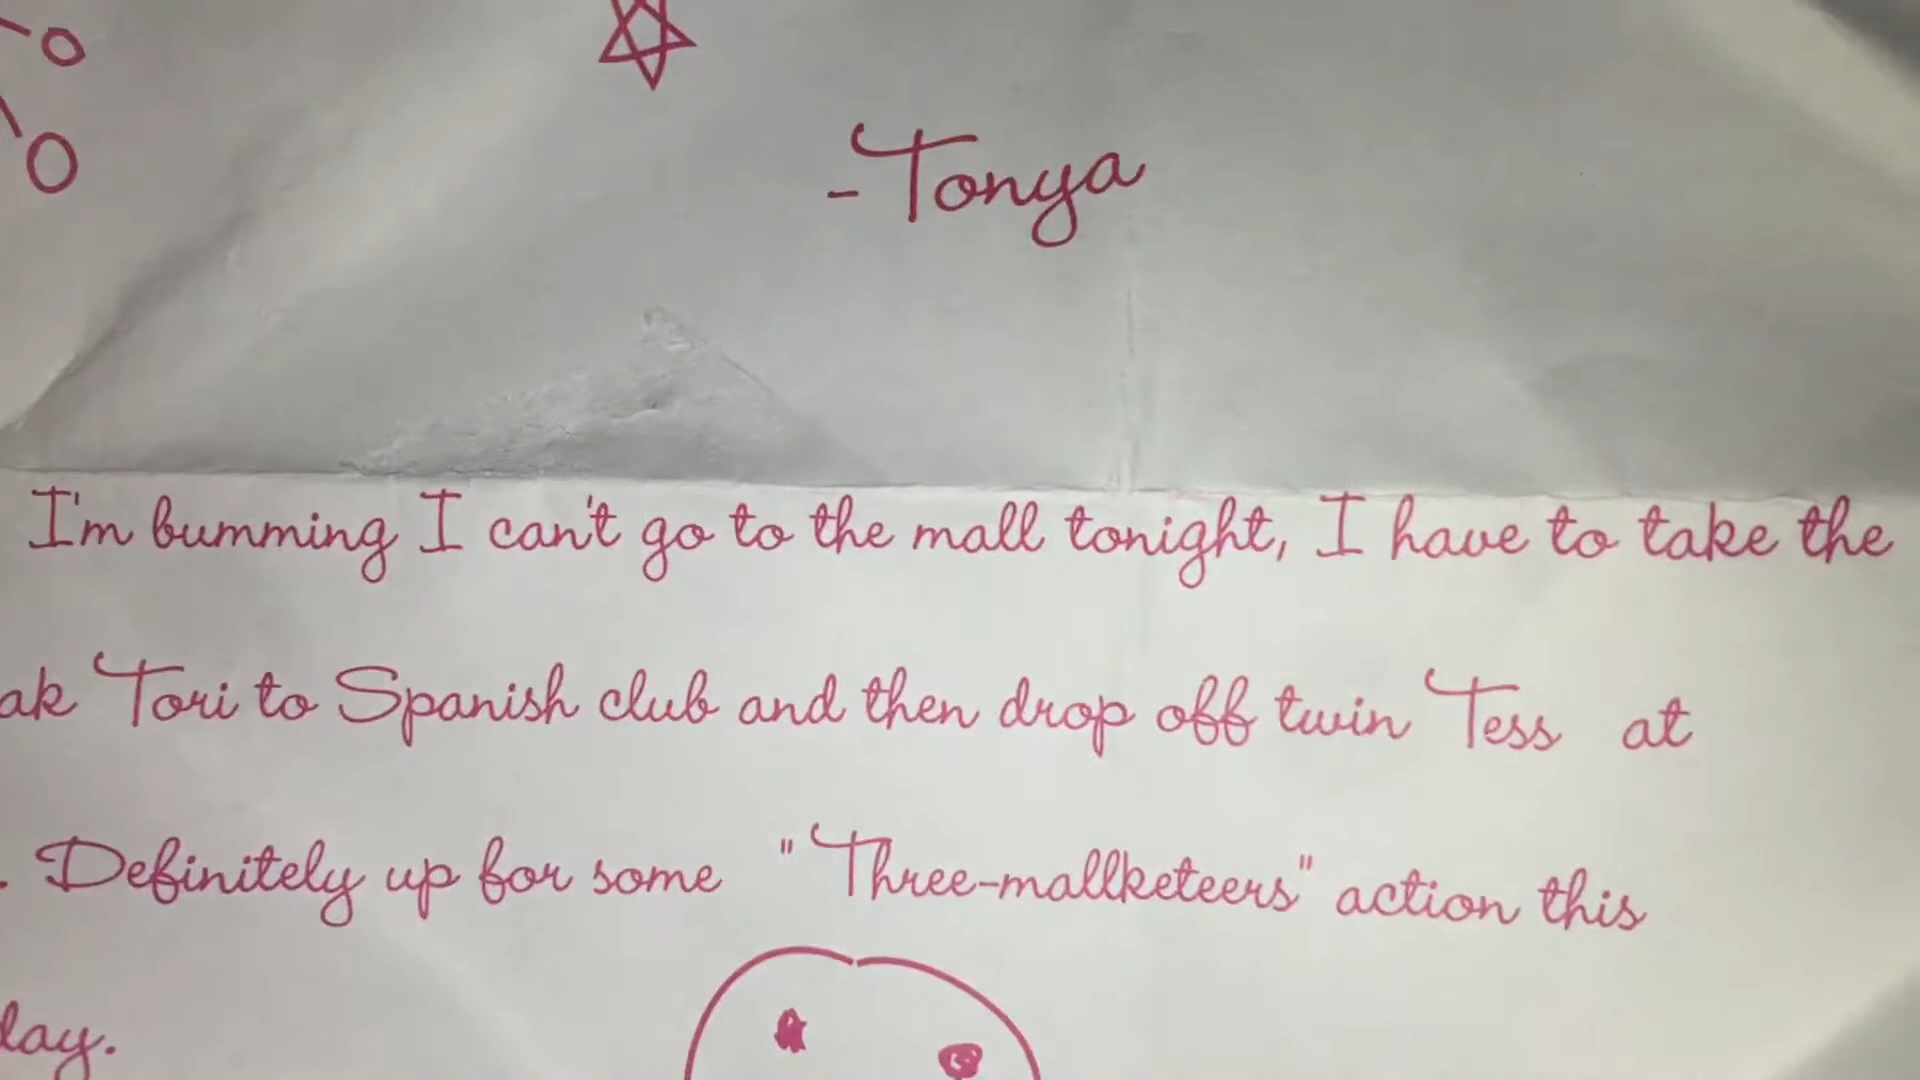 -Tonya
I'm bumming I can't go to the mall tonight, I have to take the
ak Tori to Spanish club and then drop off twin Tess at
. Definitely up for some "Three-mallketeers" action this
day.